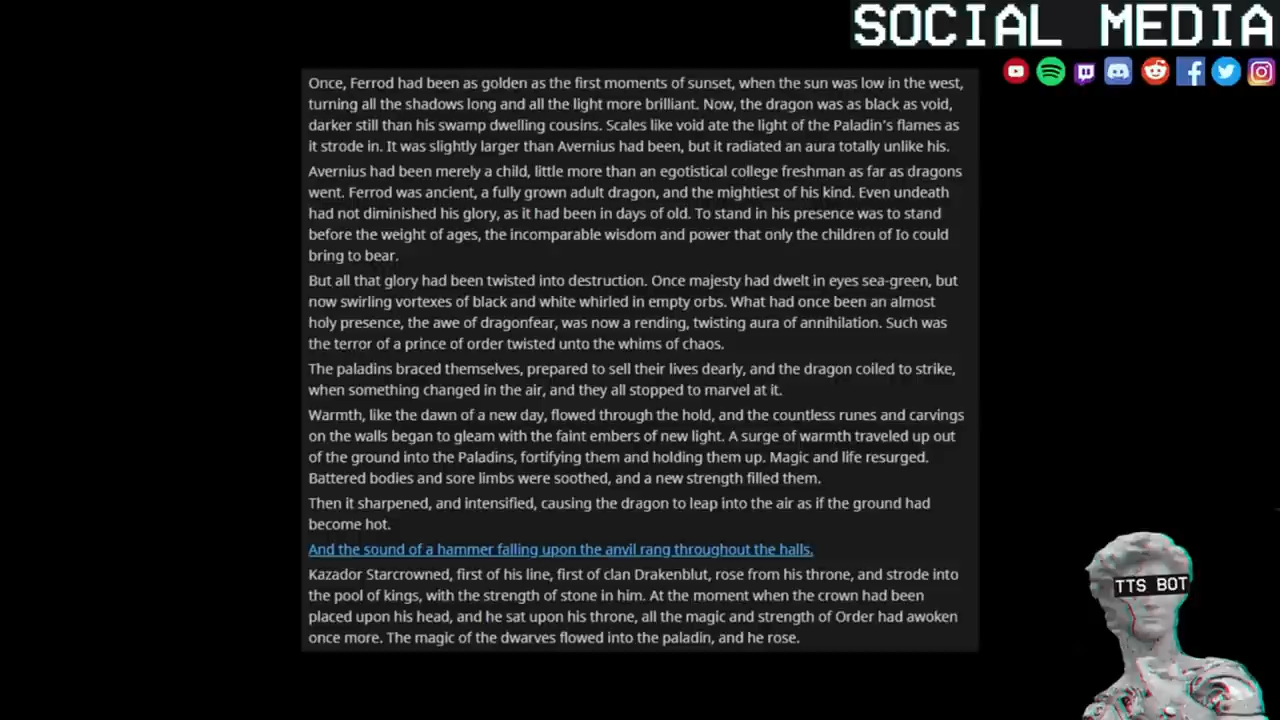 SOCIAL MEDIA
Once, Ferrod had been as golden as the first moments of sunset, when the sun was low in the west,
turning all the shadows long and all the light more brilliant. Now, the dragon was as black as void,
darker still than his swamp dwelling cousins. Scales like void ate the light of the Paladin's flames as
it strode in. It was slightly larger than Avernius had been, but it radiated an aura totally unlike his.
Avernius had been merely a child, little more than an egotistical college freshman as far as dragons
went. Ferrod was ancient, a fully grown adult dragon, and the mightiest of his kind. Even undeath
had not diminished his glory, as it had been in days of old. To stand in his presence was to stand
before the weight of ages, the incomparable wisdom and power that only the children of Io could
bring to bear.
But all that glory had been twisted into destruction. Once majesty had dwelt in eyes sea-green, but
now swirling vortexes of black and white whirled in empty orbs. What had once been an almost
holy presence, the awe of dragonfear, was now a rending, twisting aura of annihilation. Such was
the terror of a prince of order twisted unto the whims of chaos.
The paladins braced themselves, prepared to sell their lives dearly, and the dragon coiled to strike,
when something changed in the air, and they all stopped to marvel at it.
Warmth, like the dawn of a new day, flowed through the hold, and the countless runes and carvings
on the walls began to gleam with the faint embers of new light. A surge of warmth traveled up out
of the ground into the Paladins, fortifying them and holding them up. Magic and life resurged.
Battered bodies and sore limbs were soothed, and a new strength filled them.
Then it sharpened, and intensified, causing the dragon to leap into the air as if the ground had
become hot.
And the sound of a hammer falling upon the anvil rang throughout the halls.
Kazador Starcrowned, first of his line, first of clan Drakenblut, rose from his throne, and strode into
the pool of kings, with the strength of stone in him. At the moment when the crown had been
placed upon his head, and he sat upon his throne, all the magic and strength of Order had awoken
once more. The magic of the dwarves flowed into the paladin, and he rose.
TTS BOT